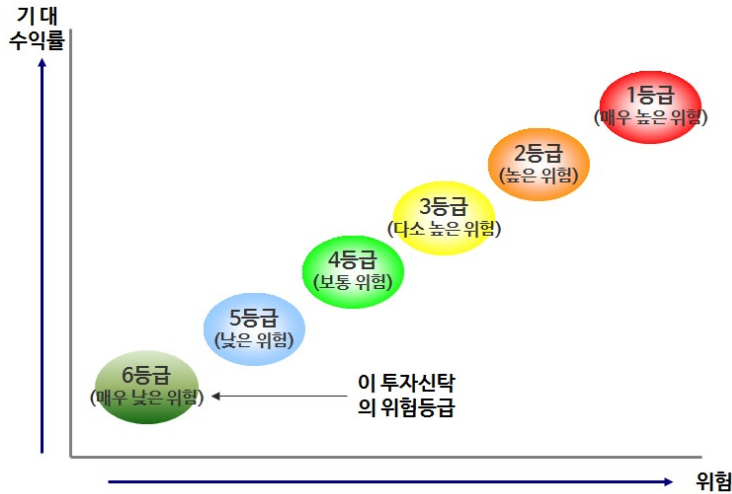 기 대
수익률
1등급
(매우 높은 위험)
2등급
(높은 위험)
3등급
(다소 높은 위험)
4등급
(보통 위험)
5등급
(낮은 위험)
6등급
(매우 낮은 위험)
이 투자신탁
의 위험등급
위험